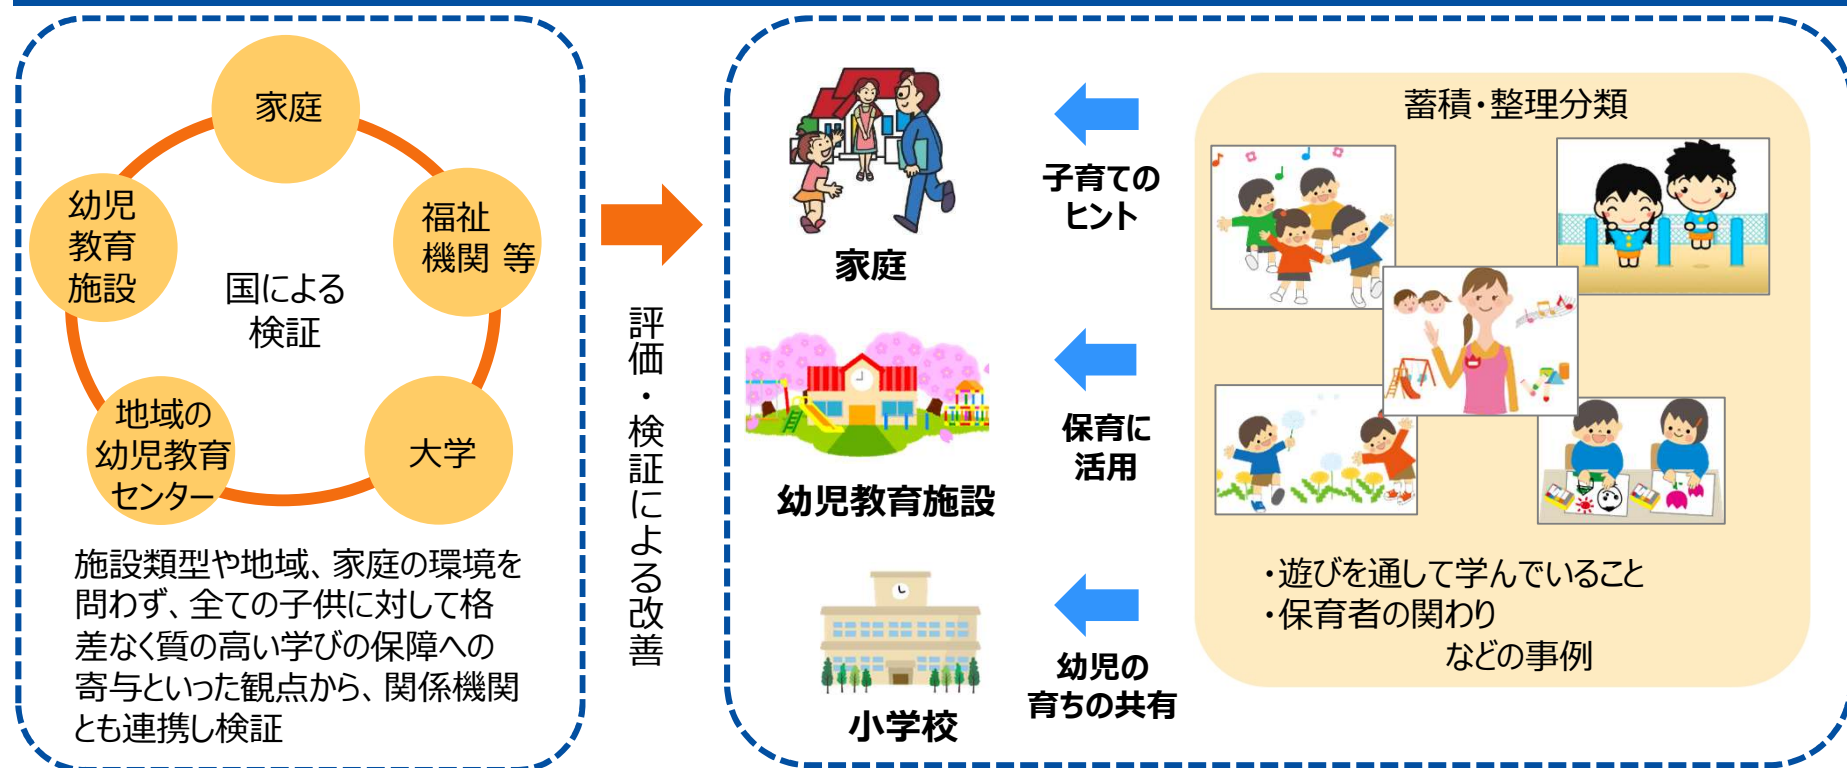 家庭
福祉
機関 等
大学
地域の
幼児教育
センター
幼児
教育
施設
国による
検証
施設類型や地域、家庭の環境を
問わず、全ての子供に対して格
差なく質の高い学びの保障への
寄与といった観点から、関係機関
とも連携し検証
評価・検証による改善
家庭
幼児教育施設
小学校
子育ての
ヒント
保育に
活用
幼児の
育ちの共有
蓄積・整理分類
・遊びを通して学んでいること
・保育者の関わり
などの事例